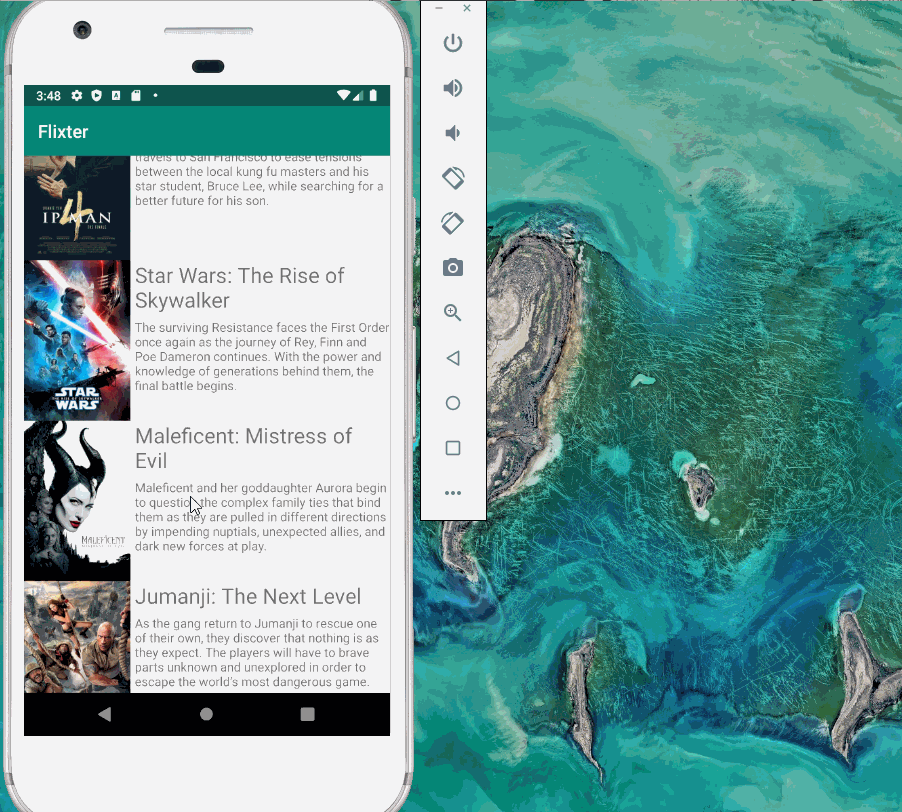 3:48
Flixter
travels to San Francisco to ease tensions
between the local kung fu masters and his
star student, Bruce Lee, while searching for a
better future for his son.
IP MAN
4
Star Wars: The Rise of
Skywalker
The surviving Resistance faces the First Order
once again as the journey of Rey, Finn and
Poe Dameron continues. With the power and
knowledge of generations behind them, the
final battle begins.
STAR
WARS
Maleficent: Mistress of
Evil
Maleficent and her goddaughter Aurora begin
to question the complex family ties that bind
them as they are pulled in different directions
by impending nuptials, unexpected allies, and
dark new forces at play.
MALEFICENT
Jumanji: The Next Level
As the gang return to Jumanji to rescue one
of their own, they discover that nothing is as
they expect. The players will have to brave
parts unknown and unexplored in order to
escape the world's most dangerous game.